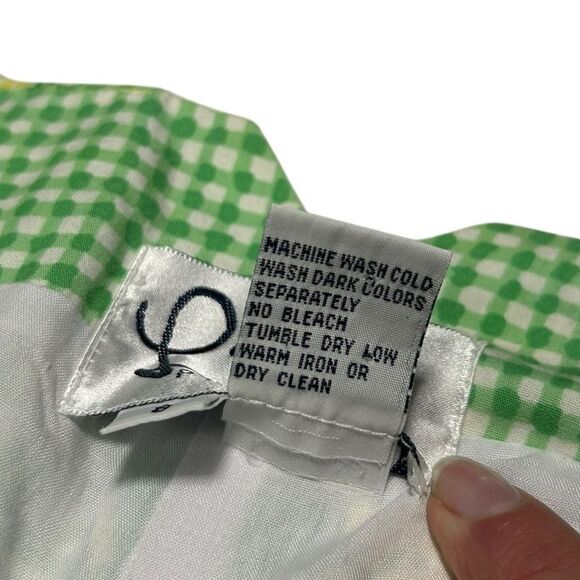 MACHINE WASH COLD
WASH DARK COLORS
SEPARATELY
NO BLEACH
TUMBLE DRY LOW
WARM IRON OR
DRY CLEAN